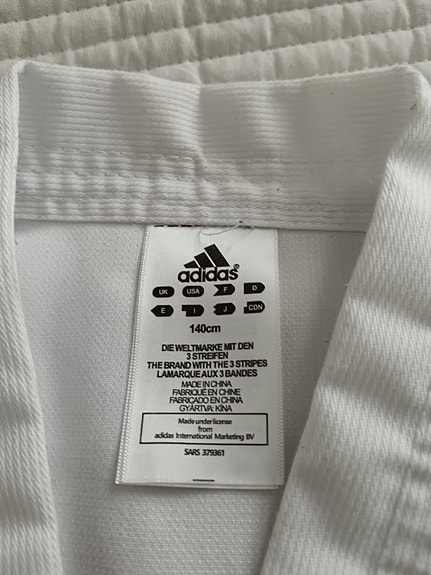 adidas®
UK USA F D
E I J CDN
140cm
DIE WELTMARKE MIT DEN
3 STREIFEN
THE BRAND WITH THE 3 STRIPES
LA MARQUE AUX 3 BANDES
MADE IN CHINA
FABRIQUÉ EN CHINE
FABRICADO EN CHINA
GYÁRTVA: KÍNA
Made under license
from
adidas International Marketing BV
SARS 379361